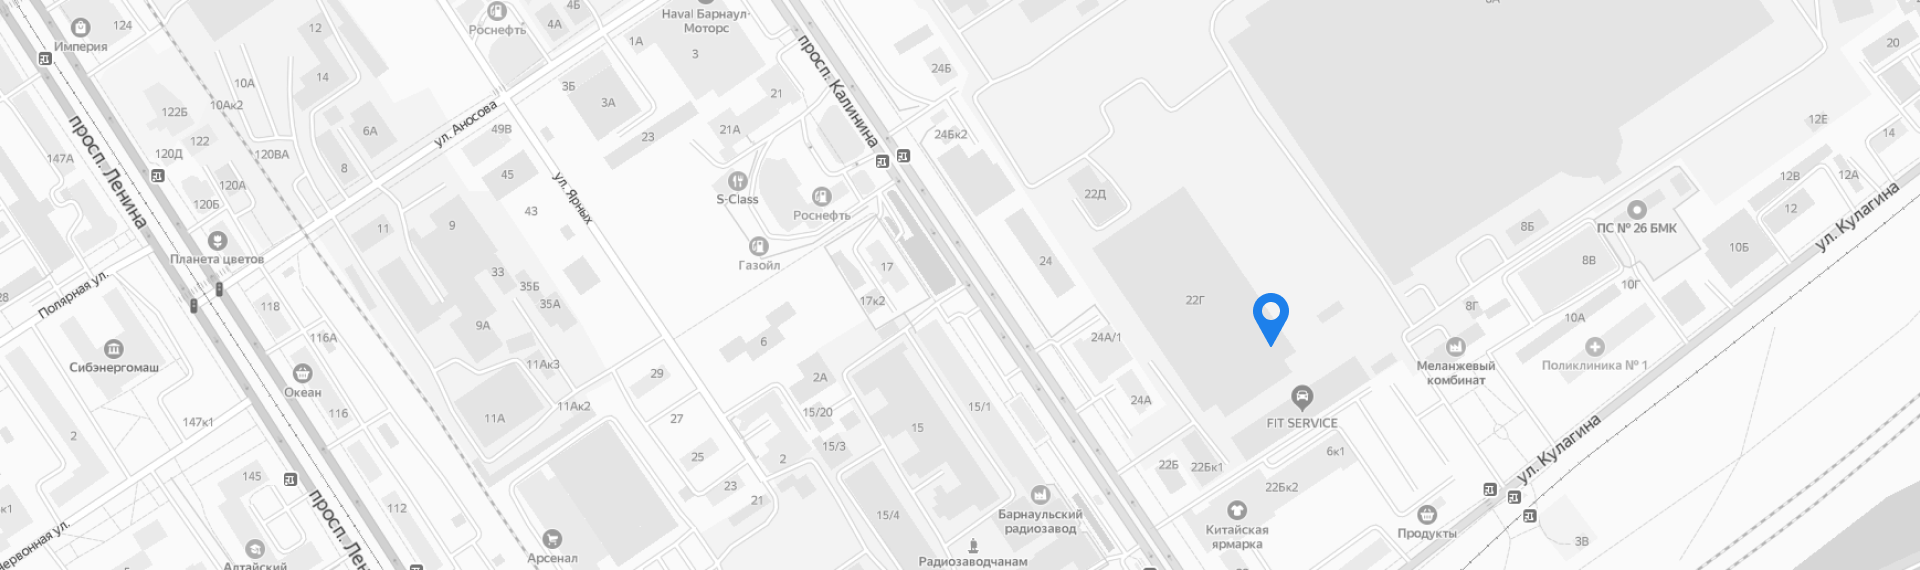 8А
Haval Барнаул-
Моторс
Роснефть
4Б
4А
124
Империя
12
1А
3
20
14
10А
3Б
3А
24Б
21
10Ак2
122Б
просп. Калинина
ул. Аносова
23
49В
21А
6А
122
24Бк2
12Е
14
просп. Ленина
147А
120Д
120ВА
8
45
12В
12А
120А
S-Class
ул. Ярных
22Д
120Б
43
Роснефть
12
ПС № 26 БМК
ул. Кулагина
11
9
8Б
10Б
Планета цветов
Газойл
17
24
8В
33
35Б
35А
10Г
Полярная ул.
28
118
17к2
22Г
8Г
9А
10А
116А
6
24А/1
Сибэнергомаш
11Ак3
Меланжевый
комбинат
Поликлиника № 1
29
2А
Океан
24А
FIT SERVICE
116
11Ак2
11А
15/20
15/1
147к1
27
15
2
15/3
6к1
ул. Кулагина
25
2
22Б
22Бк1
145
23
22Бк2
21
просп. Лен
112
15/4
Барнаульский
радиозавод
Китайская
ярмарка
Продукты
к1
Червонная ул.
Арсенал
Радиозаводчанам
3В
Алтайский